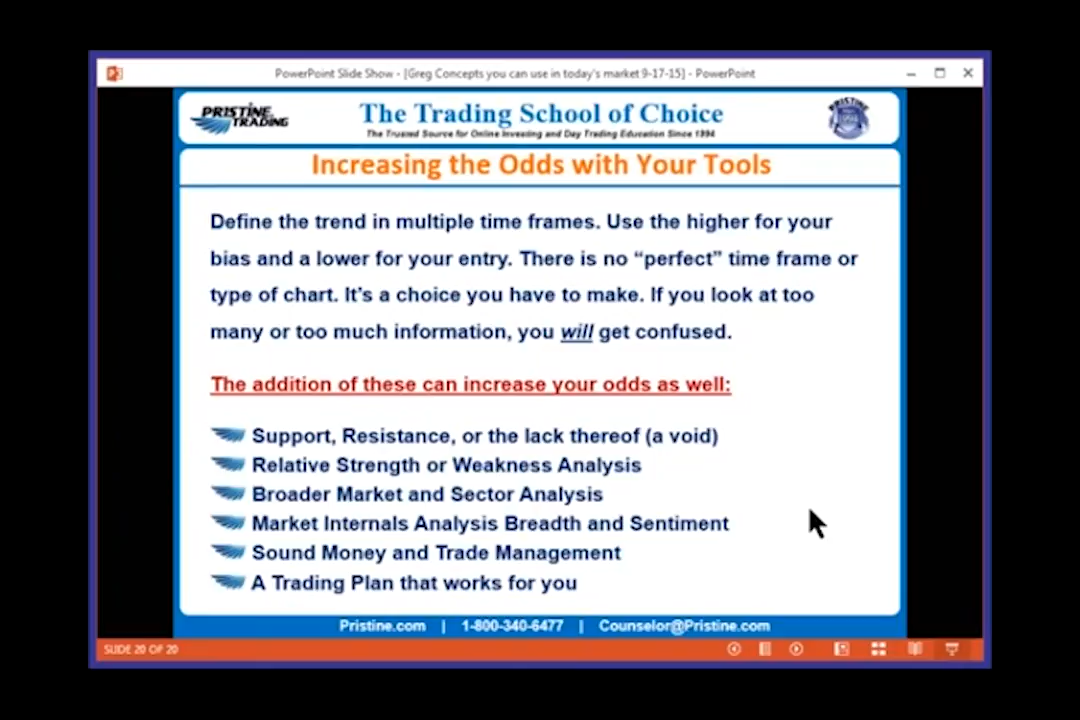 PowerPoint Slide Show - [Greg Concepts you can use in today's market 9-17-15] - PowerPoint
PRISTINE
TRADING
The Trading School of Choice
The Trusted Source for Online Investing and Day Trading Education Since 1994
PRISTINE
Increasing the Odds with Your Tools
Define the trend in multiple time frames. Use the higher for your
bias and a lower for your entry. There is no “perfect” time frame or
type of chart. It’s a choice you have to make. If you look at too
many or too much information, you will get confused.
The addition of these can increase your odds as well:
Support, Resistance, or the lack thereof (a void)
Relative Strength or Weakness Analysis
Broader Market and Sector Analysis
Market Internals Analysis Breadth and Sentiment
Sound Money and Trade Management
A Trading Plan that works for you
Pristine.com | 1-800-340-6477 | Counselor@Pristine.com
SLIDE 20 OF 20